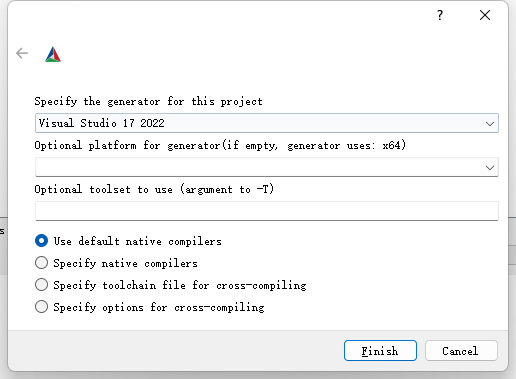 ?
Specify the generator for this project
Visual Studio 17 2022
Optional platform for generator(if empty, generator uses: x64)
Optional toolset to use (argument to -T)
s
Use default native compilers
Specify native compilers
Specify toolchain file for cross-compiling
Specify options for cross-compiling
Finish
Cancel